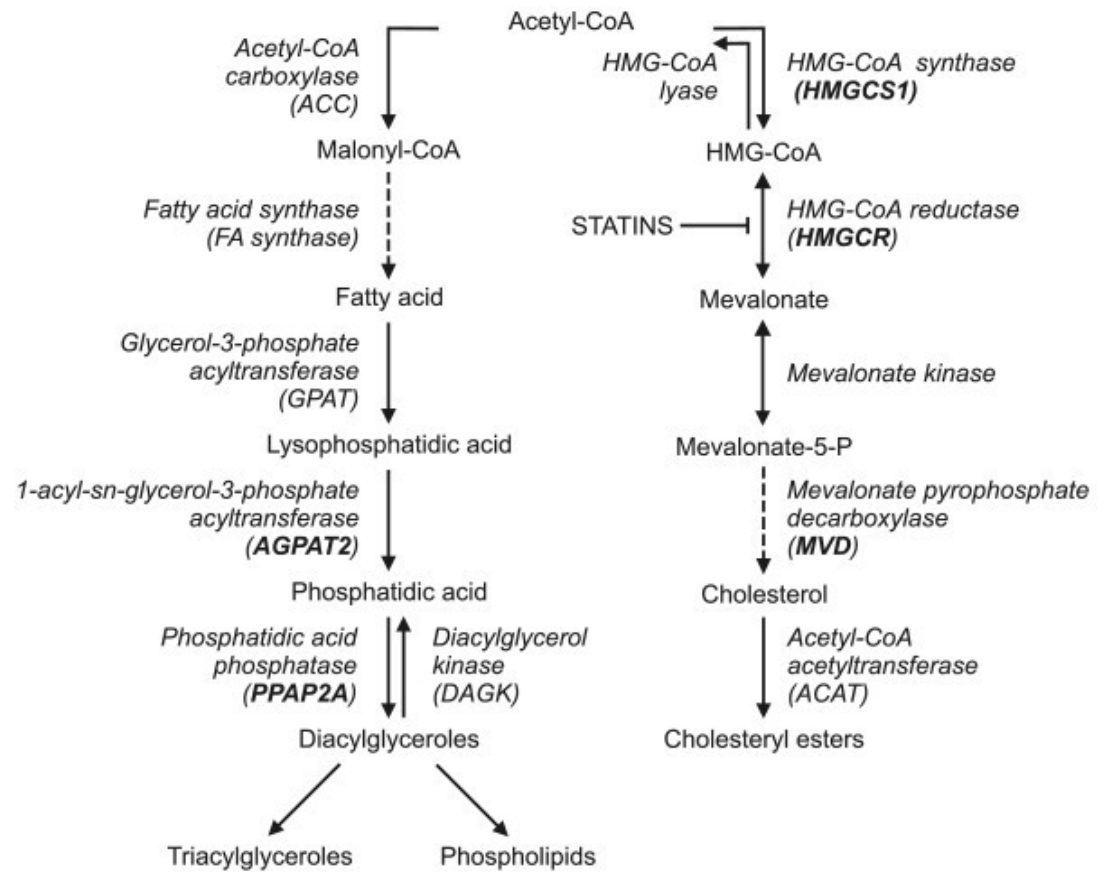 Acetyl-CoA
Acetyl-CoA
carboxylase
(ACC)
HMG-CoA
lyase
HMG-CoA synthase
(HMGCS1)
Malonyl-CoA
HMG-CoA
Fatty acid synthase
(FA synthase)
STATINS
HMG-CoA reductase
(HMGCR)
Fatty acid
Mevalonate
Glycerol-3-phosphate
acyltransferase
(GPAT)
Mevalonate kinase
Lysophosphatidic acid
Mevalonate-5-P
1-acyl-sn-glycerol-3-phosphate
acyltransferase
(AGPAT2)
Mevalonate pyrophosphate
decarboxylase
(MVD)
Phosphatidic acid
Cholesterol
Phosphatidic acid
phosphatase
(PPAP2A)
Diacylglycerol
kinase
(DAGK)
Acetyl-CoA
acetyltransferase
(ACAT)
Diacylglyceroles
Cholesteryl esters
Triacylglyceroles
Phospholipids